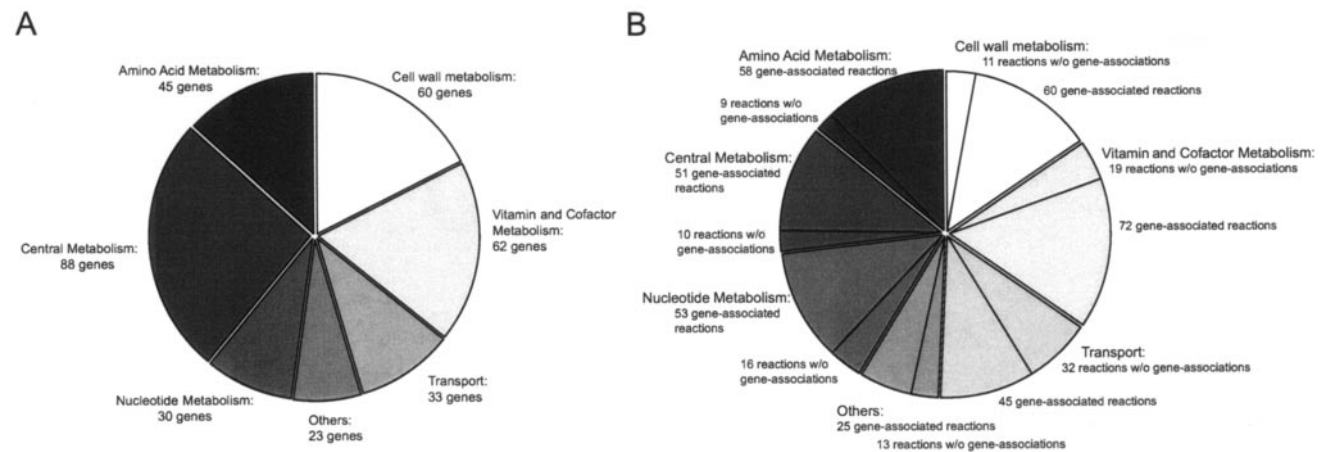 A
Amino Acid Metabolism:
45 genes
Cell wall metabolism:
60 genes
Vitamin and Cofactor
Metabolism:
62 genes
Central Metabolism:
88 genes
Transport:
33 genes
Nucleotide Metabolism:
30 genes
Others:
23 genes
B
Amino Acid Metabolism:
58 gene-associated reactions
Cell wall metabolism:
11 reactions w/o gene-associations
60 gene-associated reactions
9 reactions w/o
gene-associations
Vitamin and Cofactor Metabolism:
19 reactions w/o gene-associations
Central Metabolism:
51 gene-associated
reactions
72 gene-associated reactions
10 reactions w/o
gene-associations
Nucleotide Metabolism:
53 gene-associated
reactions
Transport:
32 reactions w/o gene-associations
16 reactions w/o
gene-associations
45 gene-associated reactions
Others:
25 gene-associated reactions
13 reactions w/o gene-associations